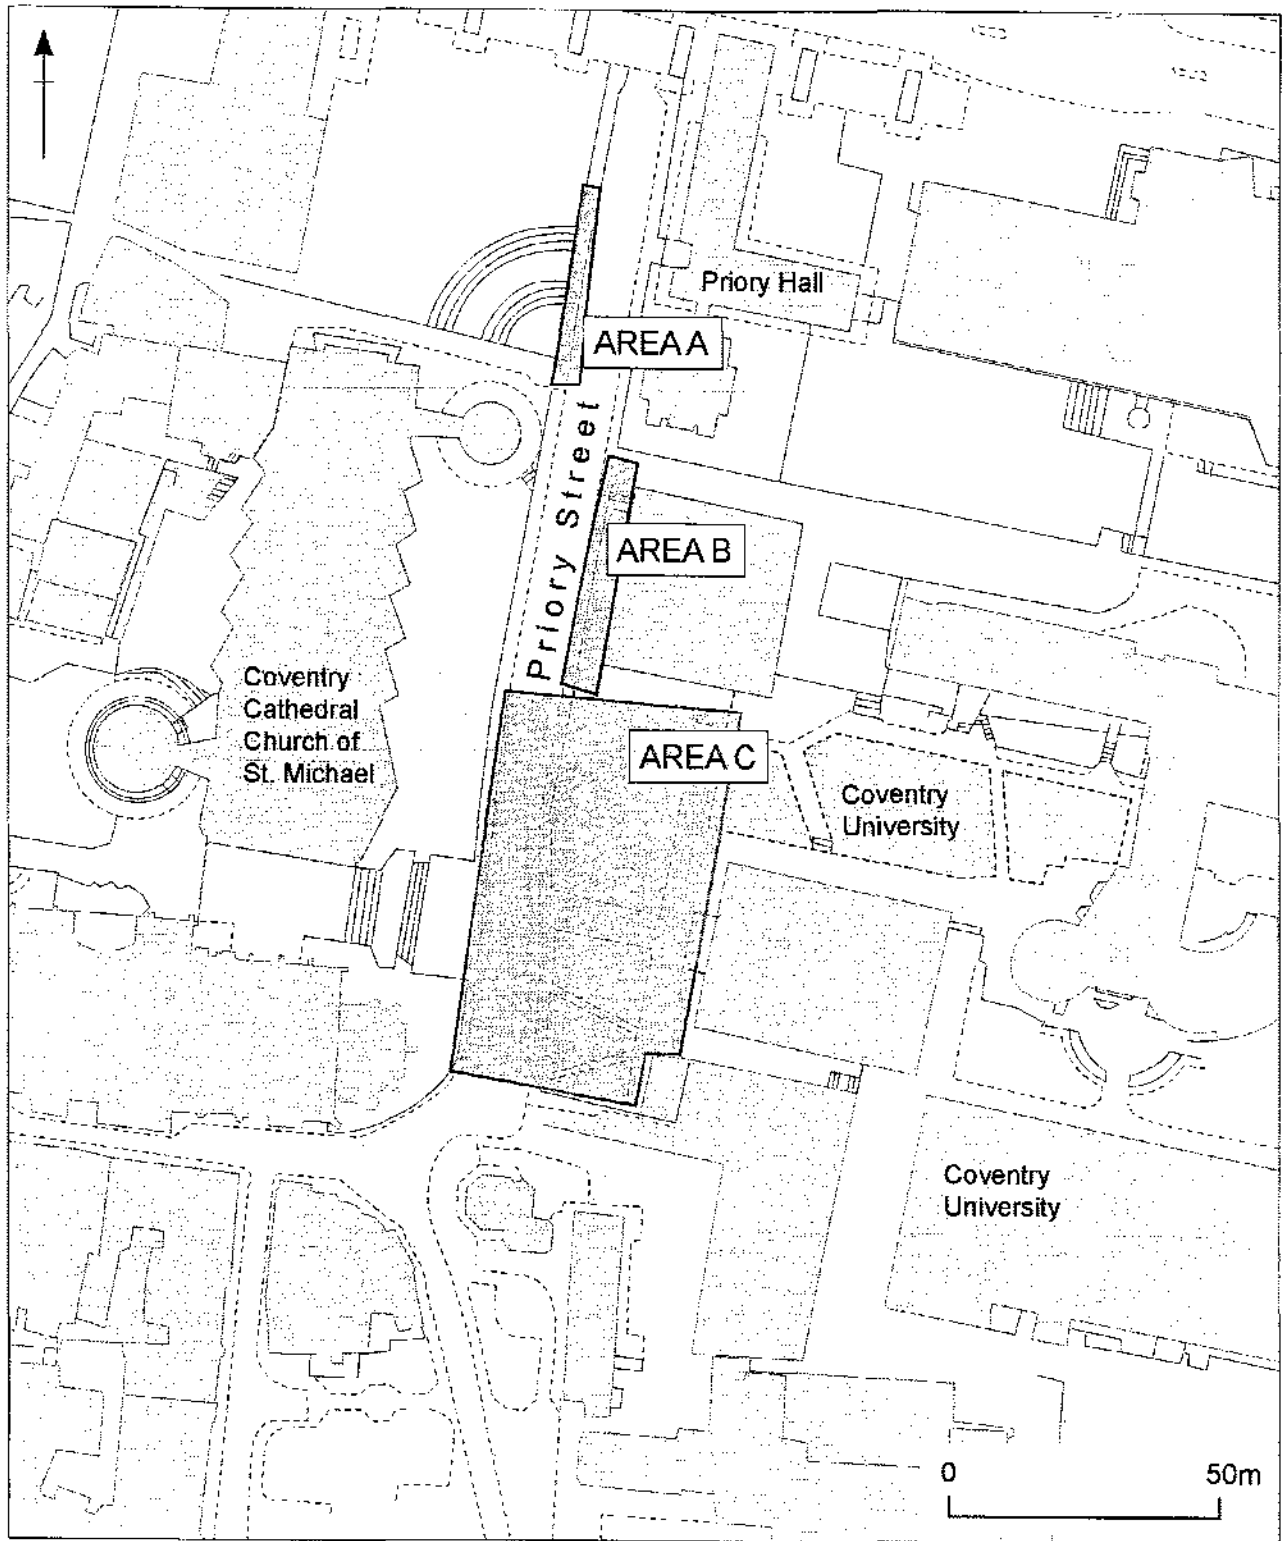 Priory Hall
AREA A
Priory Street
AREA B
Coventry
Cathedral
Church of
St. Michael
AREA C
Coventry
University
Coventry
University
0 50m